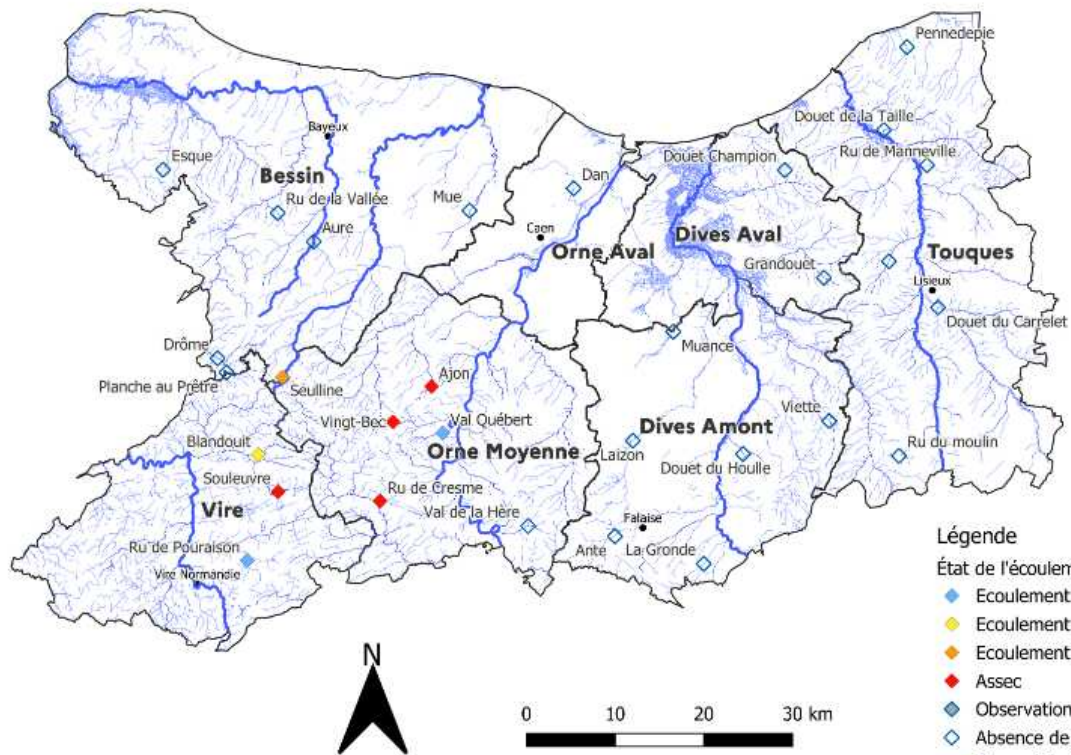 Pennedepie
Douet de la Taille
Bayeux
Esque
Douet Champion
Ru de Manneville
Bessin
Dan
Ru de la Vallée
Mue
Aure
Caen
Orne Aval
Dives Aval
Touques
Grandouet
Lisieux
Douet du Carrelet
Drôme
Muance
Planche au Prêtre
Seulline
Ajon
Vingt-Bec
Val Québert
Viette
Blandouit
Orne Moyenne
Dives Amont
Laizon
Douet du Houlle
Ru du moulin
Souleuvre
Ru de Cresme
Vire
Val de la Hère
Falaise
Ante
La Gronde
Ru de Pouraison
Vire Normandie
Légende
État de l'écoulem
Ecoulement
Ecoulement
Ecoulement
Assec
Observation
Absence de
N
0 10 20 30 km